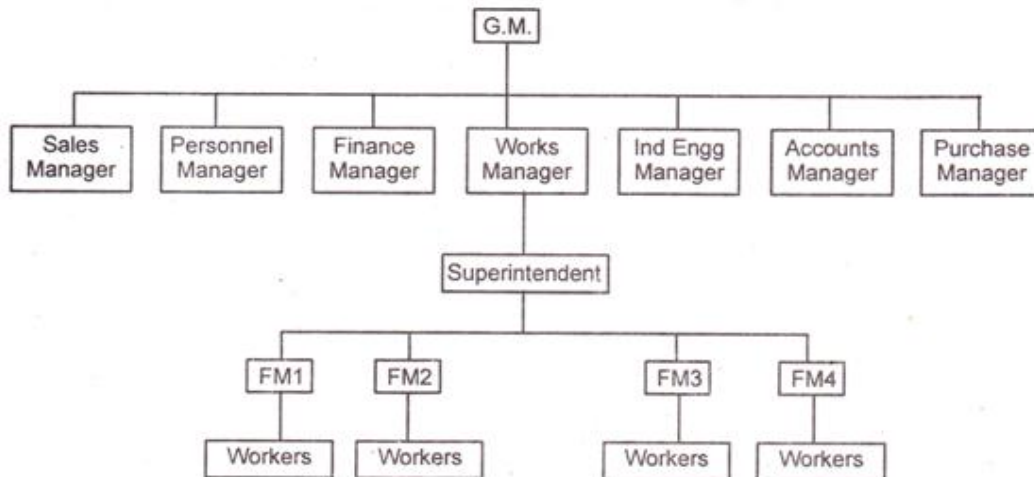 G.M.
Sales
Manager
Personnel
Manager
Finance
Manager
Works
Manager
Ind Engg
Manager
Accounts
Manager
Purchase
Manager
Superintendent
FM1
FM2
FM3
FM4
Workers
Workers
Workers
Workers